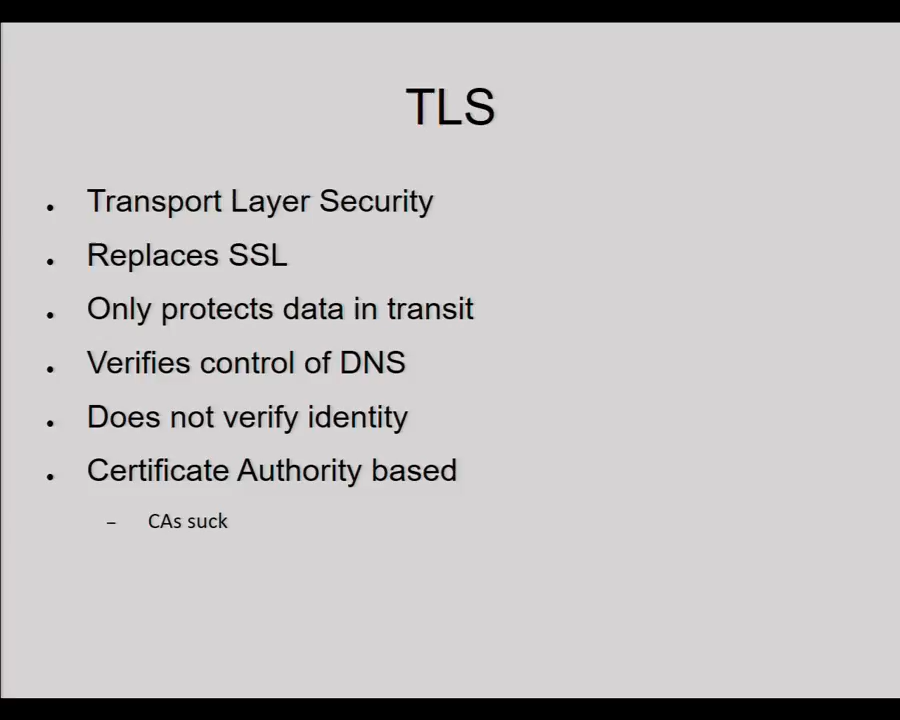 TLS
• Transport Layer Security
• Replaces SSL
• Only protects data in transit
• Verifies control of DNS
• Does not verify identity
• Certificate Authority based
– CAs suck